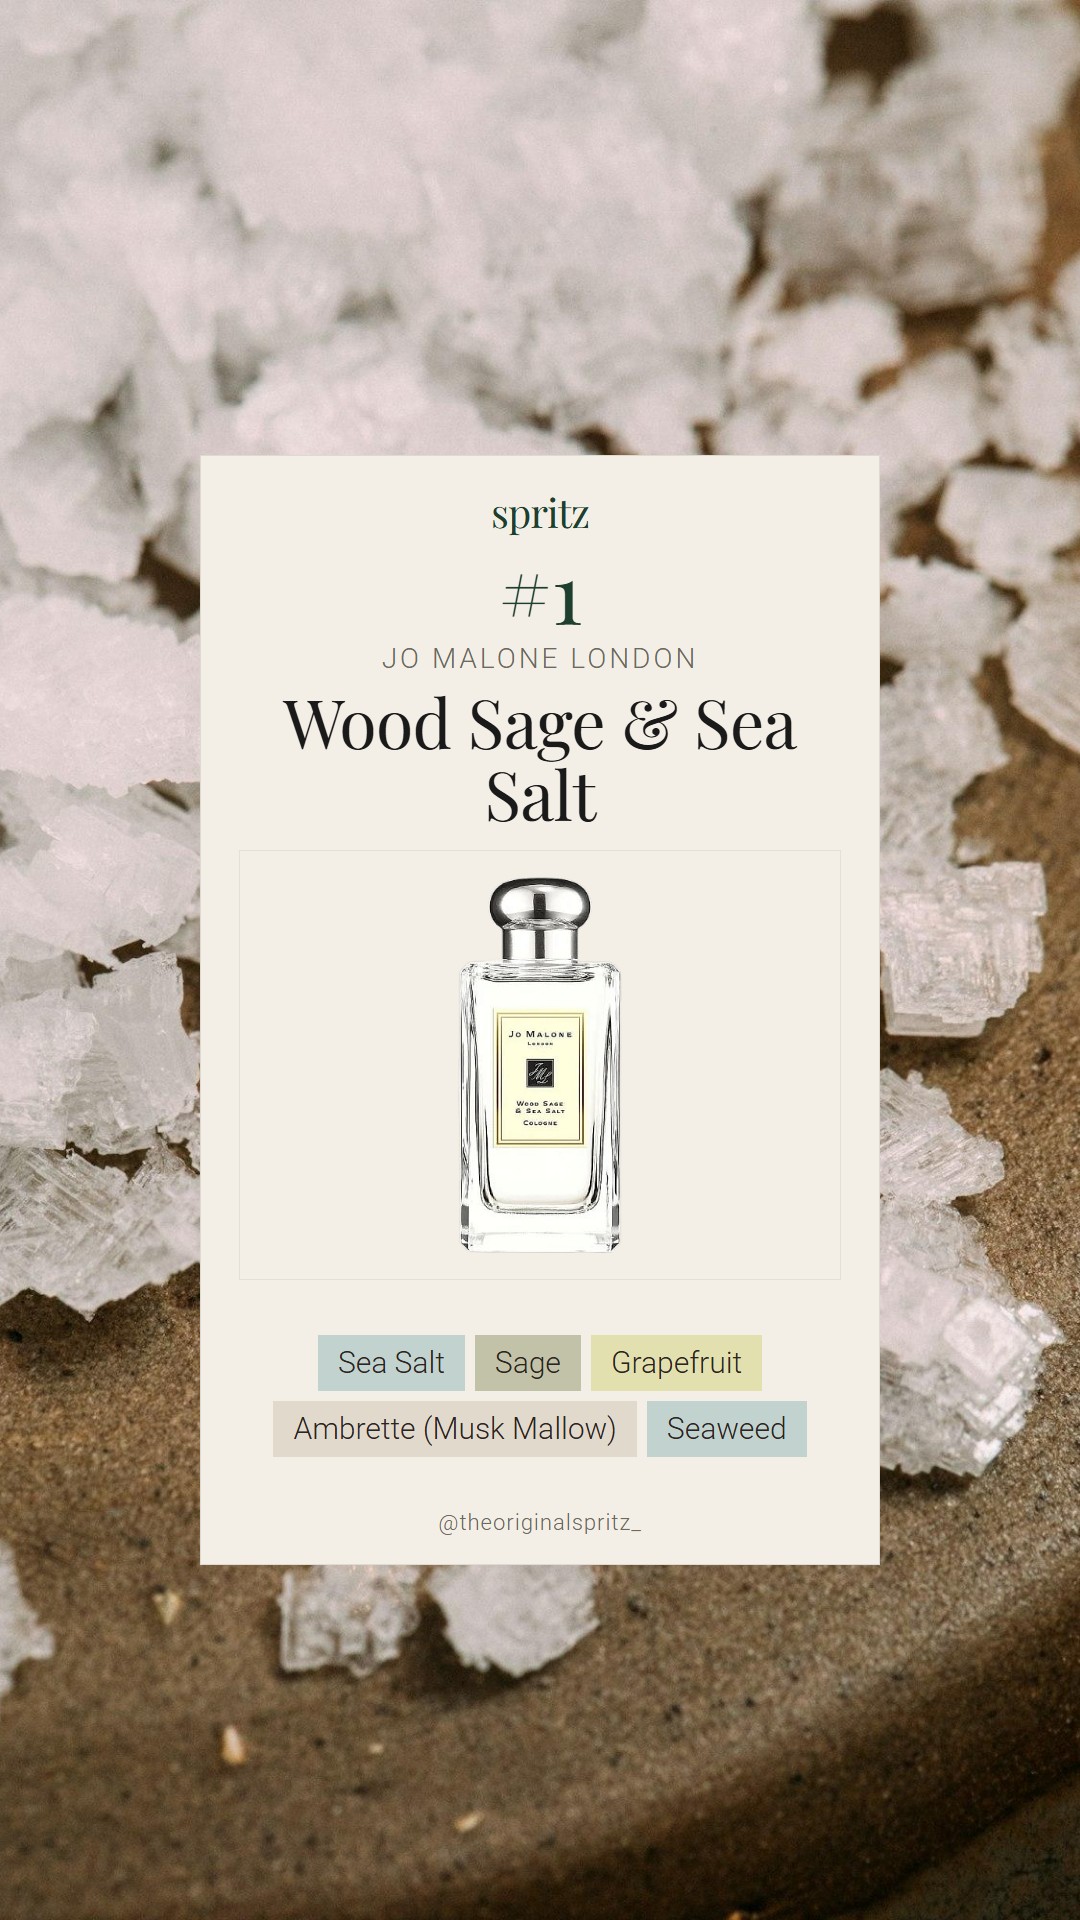 spritz
#1
JO MALONE LONDON
Wood Sage & Sea
Salt
JO MALONE
LONDON
JML
WOOD SAGE
& SEA SALT
COLOGNE
Sea Salt
Sage
Grapefruit
Ambrette (Musk Mallow)
Seaweed
@theoriginalspritz_